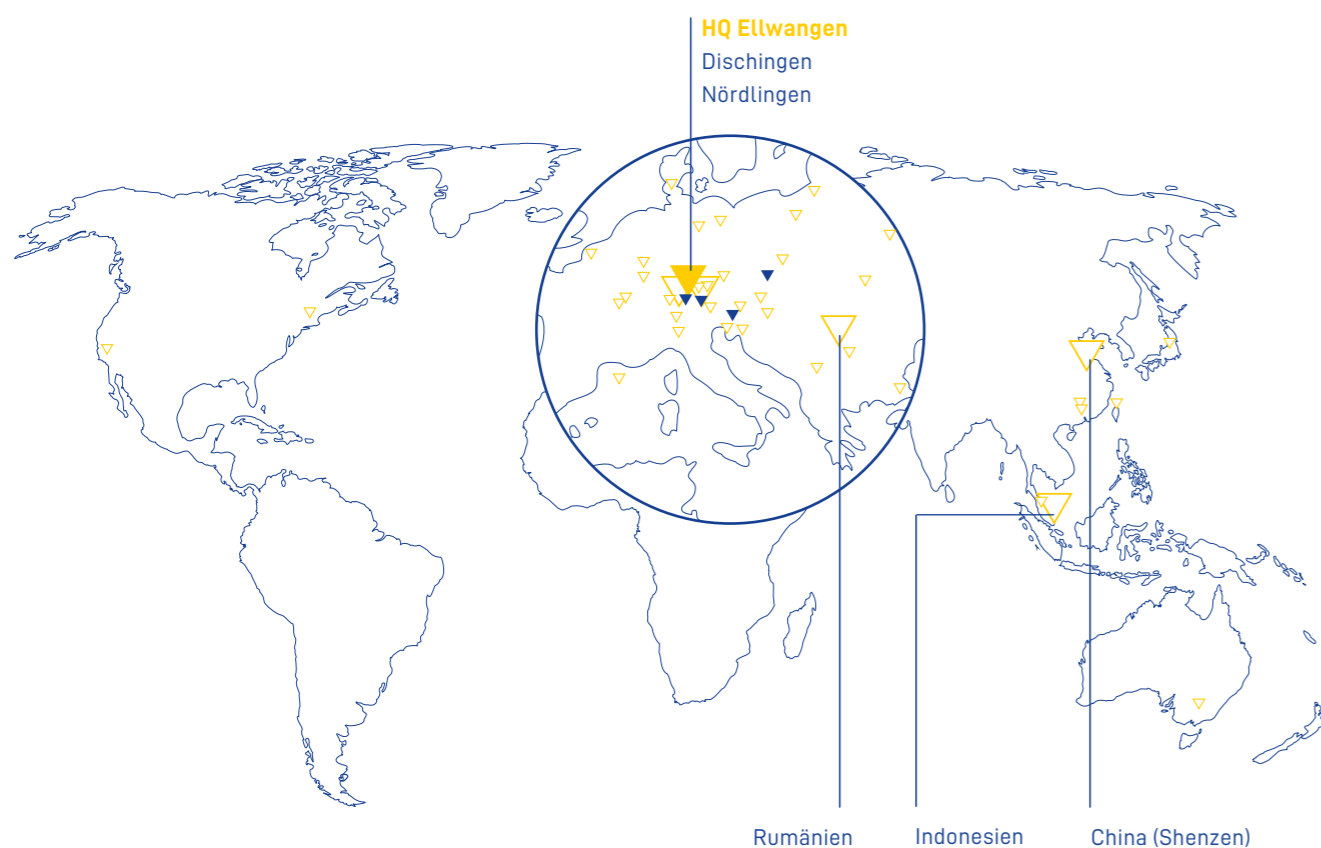 HQ Ellwangen
Dischingen
Nördlingen
Rumänien
Indonesien
China (Shenzen)